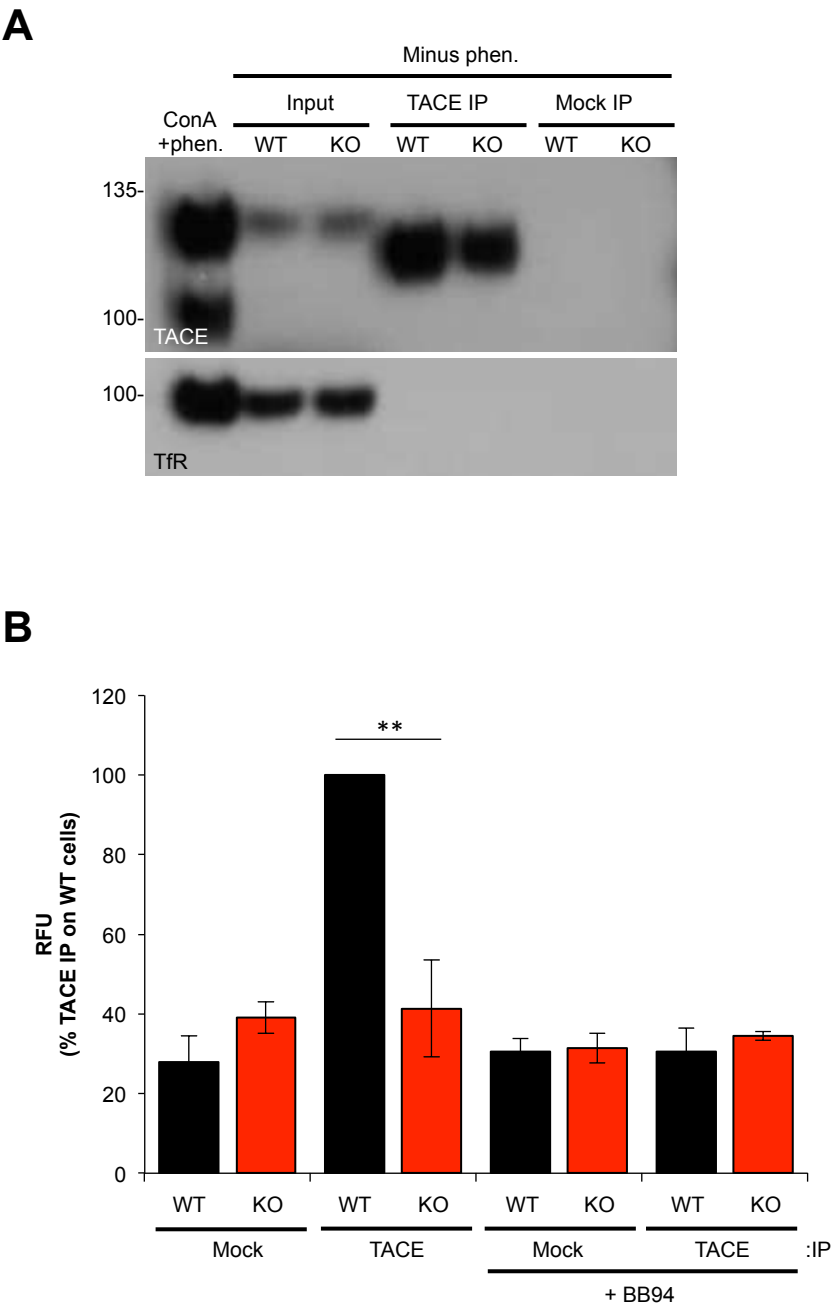 A
Minus phen.
Input TACE IP Mock IP
ConA
+phen. WT KO WT KO WT KO
135-
100-
TACE
100-
TfR
B
120
100
80
60
40
20
0
RFU
(% TACE IP on WT cells)
**
WT KO WT KO WT KO WT KO
Mock TACE Mock TACE :IP
+ BB94